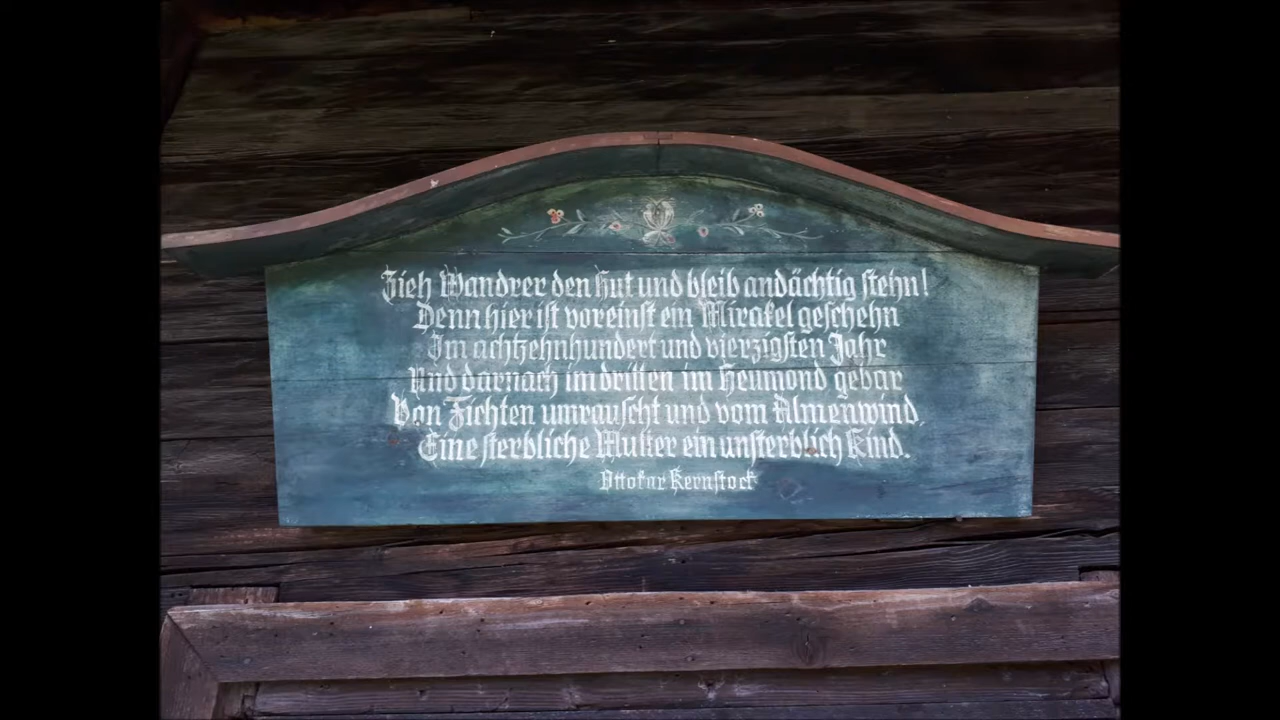 Zieh Wandrer den Hut und bleib andächtig stehn!
Denn hier ist voreinst ein Mirakel geschehn
Im achtzehnhundert und vierzigsten Jahr
Und darnach im dritten im Heumond gebar
Von Fichten umrauscht und vom Almenwind,
Eine sterbliche Mutter ein unsterblich Kind.
Ottokar Kernstock